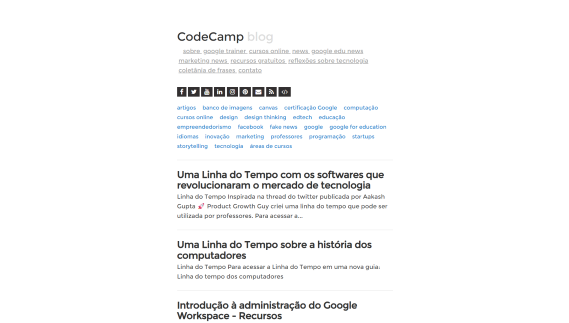 CodeCamp blog
sobre google trainer cursos online news google edu news
marketing news recursos gratuitos reflexões sobre tecnologia
coletânia de frases contato
artigos banco de imagens canvas certificação Google computação
cursos online design design thinking edtech educação
empreendedorismo facebook fake news google google for education
idiomas inovação marketing professores programação startups
storytelling tecnologia áreas de cursos
Uma Linha do Tempo com os softwares que
revolucionaram o mercado de tecnologia
Linha do Tempo Inspirada na thread do twitter publicada por Aakash
Gupta 🚀 Product Growth Guy criei uma linha do tempo que pode ser
utilizada por professores. Para acessar a...
Uma Linha do Tempo sobre a história dos
computadores
Linha do Tempo Para acessar a Linha do Tempo em uma nova guia:
Linha do tempo dos computadores
Introdução à administração do Google
Workspace - Recursos